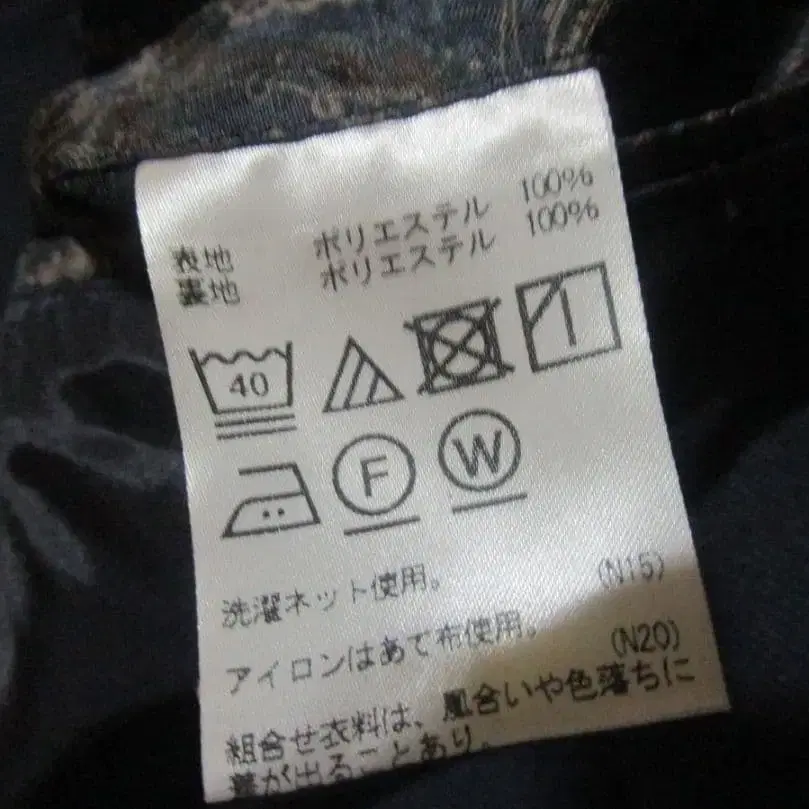 表地 ポリエステル 100%
裏地 ポリエステル 100%
40
F W
洗濯ネット使用。 (N15)
アイロンはあて布使用。 (N20)
組合せ衣料は、風合いや色落ちに
差が出ることあり。